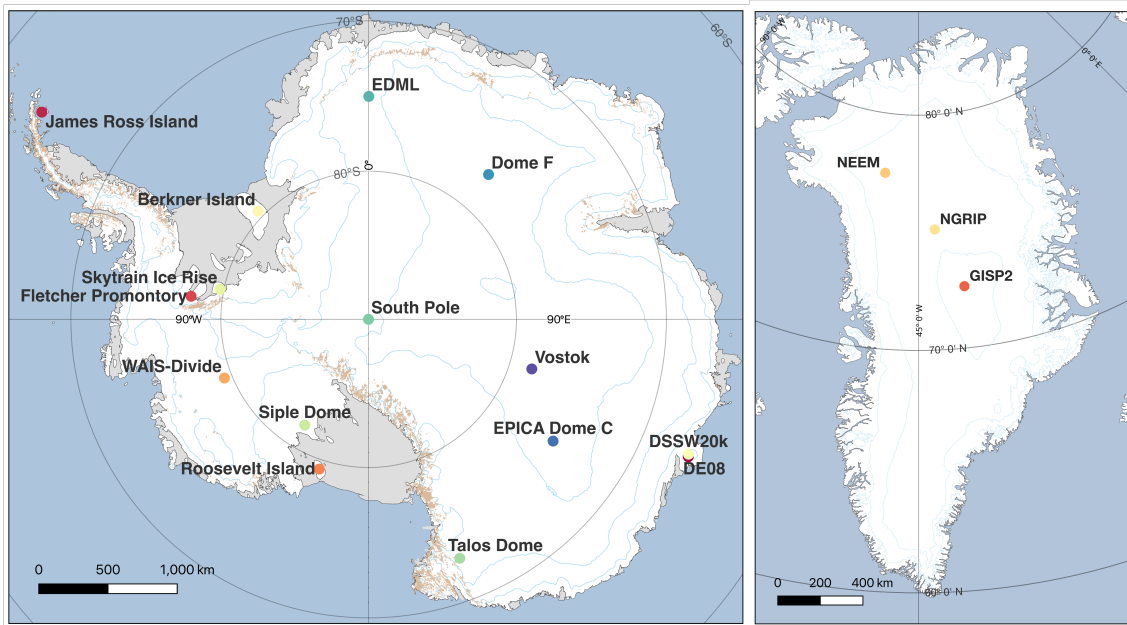 70°S
60°S
EDML
James Ross Island
Dome F
0°
80°S
Berkner Island
Skytrain Ice Rise
Fletcher Promontory
South Pole
90°W
90°E
Vostok
WAIS-Divide
Siple Dome
EPICA Dome C
DSSW20k
DE08
Roosevelt Island
Talos Dome
0 500 1,000 km
90° 0' W
0° 0' E
80° 0' N
NEEM
NGRIP
GISP2
45° 0' W
70° 0' N
0 200 400 km
60° 0' N